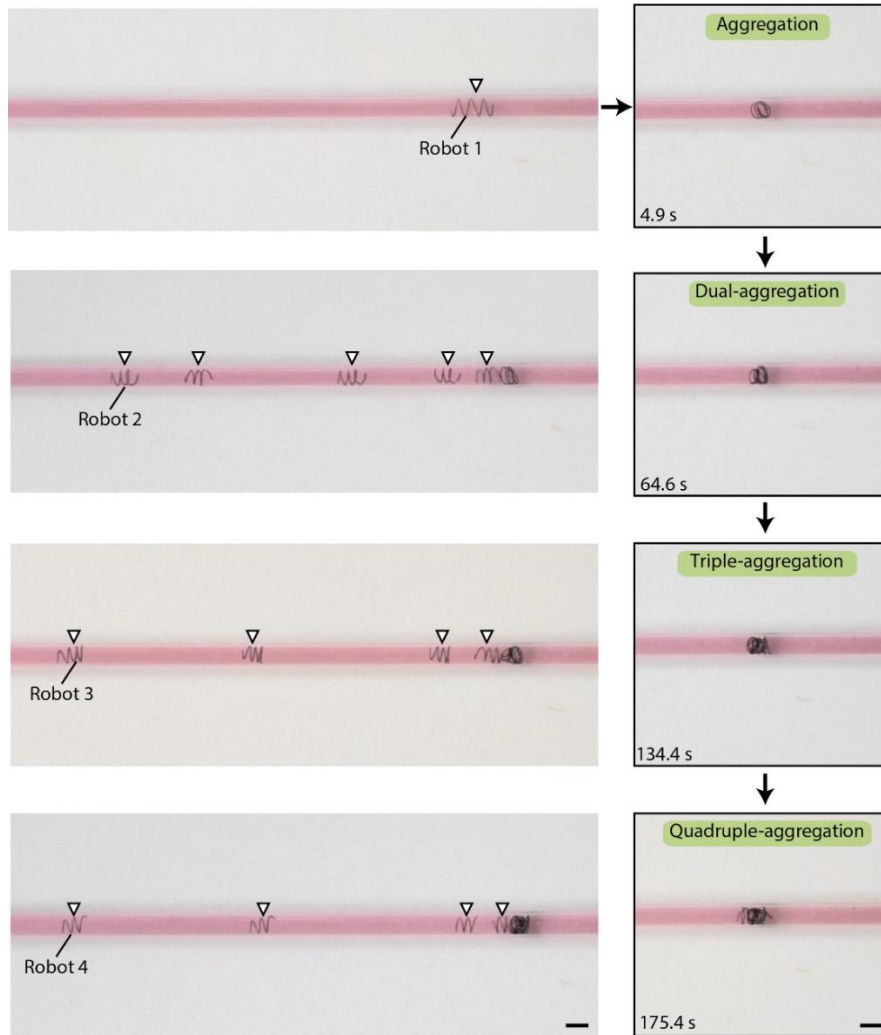 Aggregation
Robot 1
4.9 s
Dual-aggregation
Robot 2
64.6 s
Triple-aggregation
Robot 3
134.4 s
Quadruple-aggregation
Robot 4
175.4 s